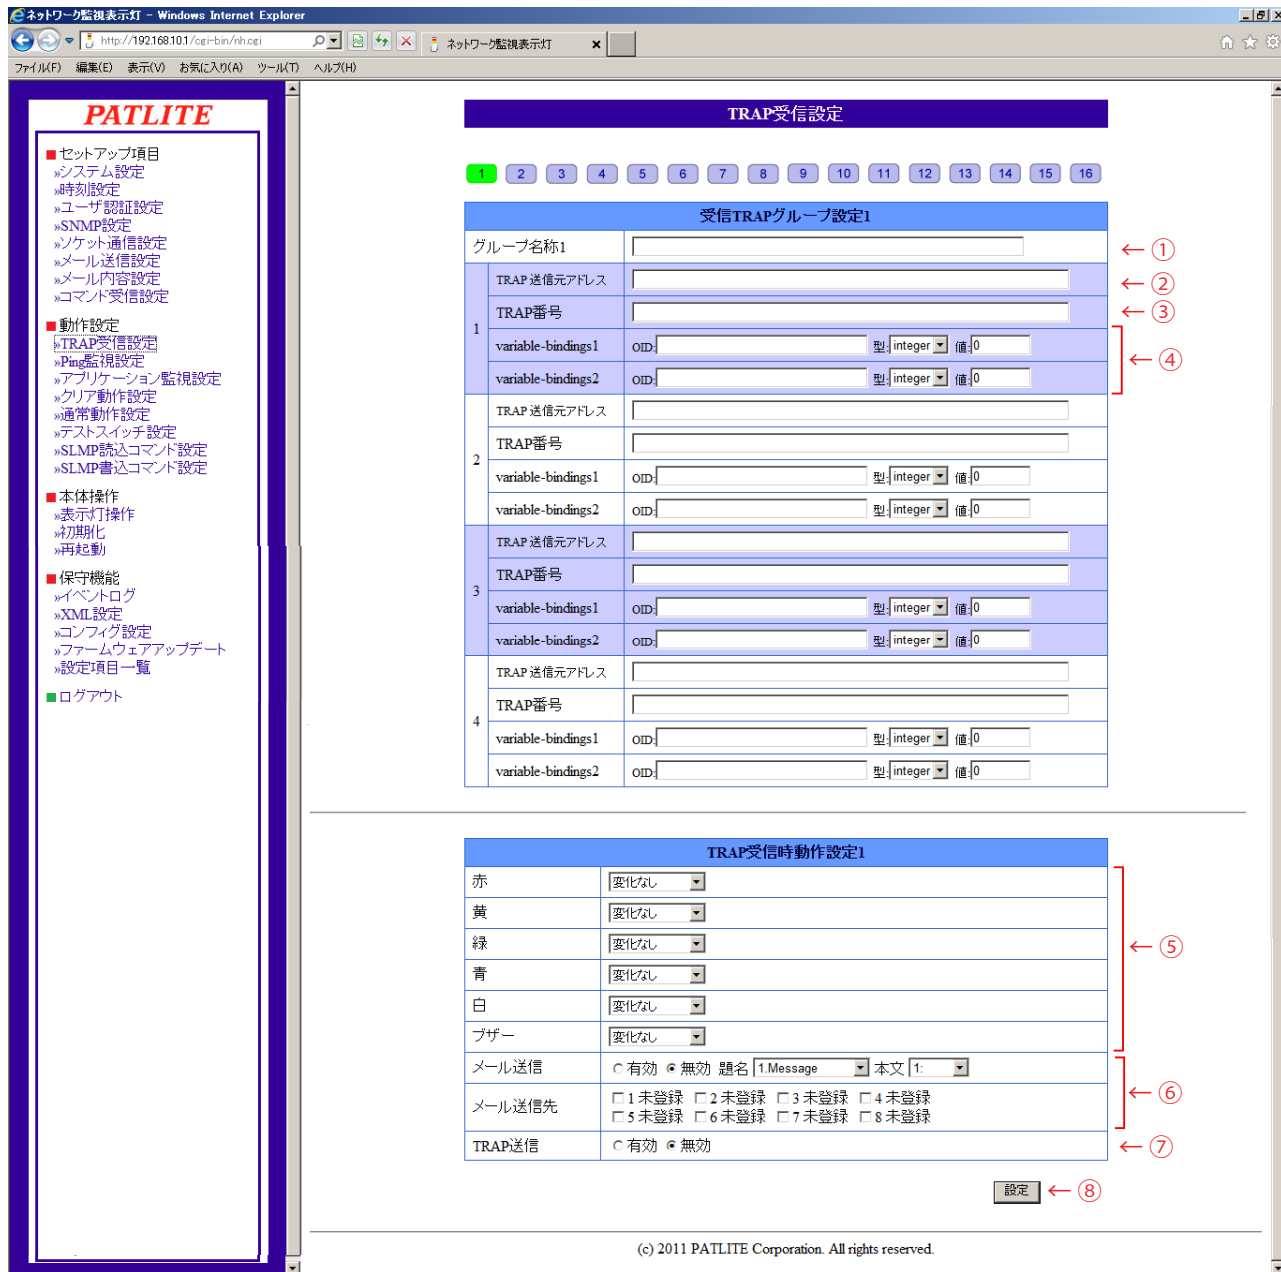 ネットワーク監視表示灯 - Windows Internet Explorer
http://192.168.10.1/cgi-bin/nh.cgi
ネットワーク監視表示灯
ファイル(F) 編集(E) 表示(V) お気に入り(A) ツール(T) ヘルプ(H)
PATLITE
セットアップ項目
»システム設定
»時刻設定
»ユーザ認証設定
»SNMP設定
»ソケット通信設定
»メール送信設定
»メール内容設定
»コマンド受信設定
動作設定
»TRAP受信設定
»Ping監視設定
»アプリケーション監視設定
»クリア動作設定
»通常動作設定
»テストスイッチ設定
»SLMP読込コマンド設定
»SLMP書込コマンド設定
本体操作
»表示灯操作
»初期化
»再起動
保守機能
»イベントログ
»XML設定
»コンフィグ設定
»ファームウェアアップデート
»設定項目一覧
ログアウト
TRAP受信設定
1 2 3 4 5 6 7 8 9 10 11 12 13 14 15 16
受信TRAPグループ設定1
グループ名称1 ← ①
1
TRAP 送信元アドレス ← ②
TRAP番号 ← ③
variable-bindings1 OID: 型: integer 値: 0
← ④
variable-bindings2 OID: 型: integer 値: 0
2
TRAP 送信元アドレス
TRAP番号
variable-bindings1 OID: 型: integer 値: 0
variable-bindings2 OID: 型: integer 値: 0
3
TRAP 送信元アドレス
TRAP番号
variable-bindings1 OID: 型: integer 値: 0
variable-bindings2 OID: 型: integer 値: 0
4
TRAP 送信元アドレス
TRAP番号
variable-bindings1 OID: 型: integer 値: 0
variable-bindings2 OID: 型: integer 値: 0
TRAP受信時動作設定1
赤 変化なし
黄 変化なし
緑 変化なし ← ⑤
青 変化なし
白 変化なし
ブザー 変化なし
メール送信 有効 無効 題名 1.Message 本文 1:
メール送信先 1 未登録 2 未登録 3 未登録 4 未登録 ← ⑥
5 未登録 6 未登録 7 未登録 8 未登録
TRAP送信 有効 無効 ← ⑦
設定 ← ⑧
(c) 2011 PATLITE Corporation. All rights reserved.